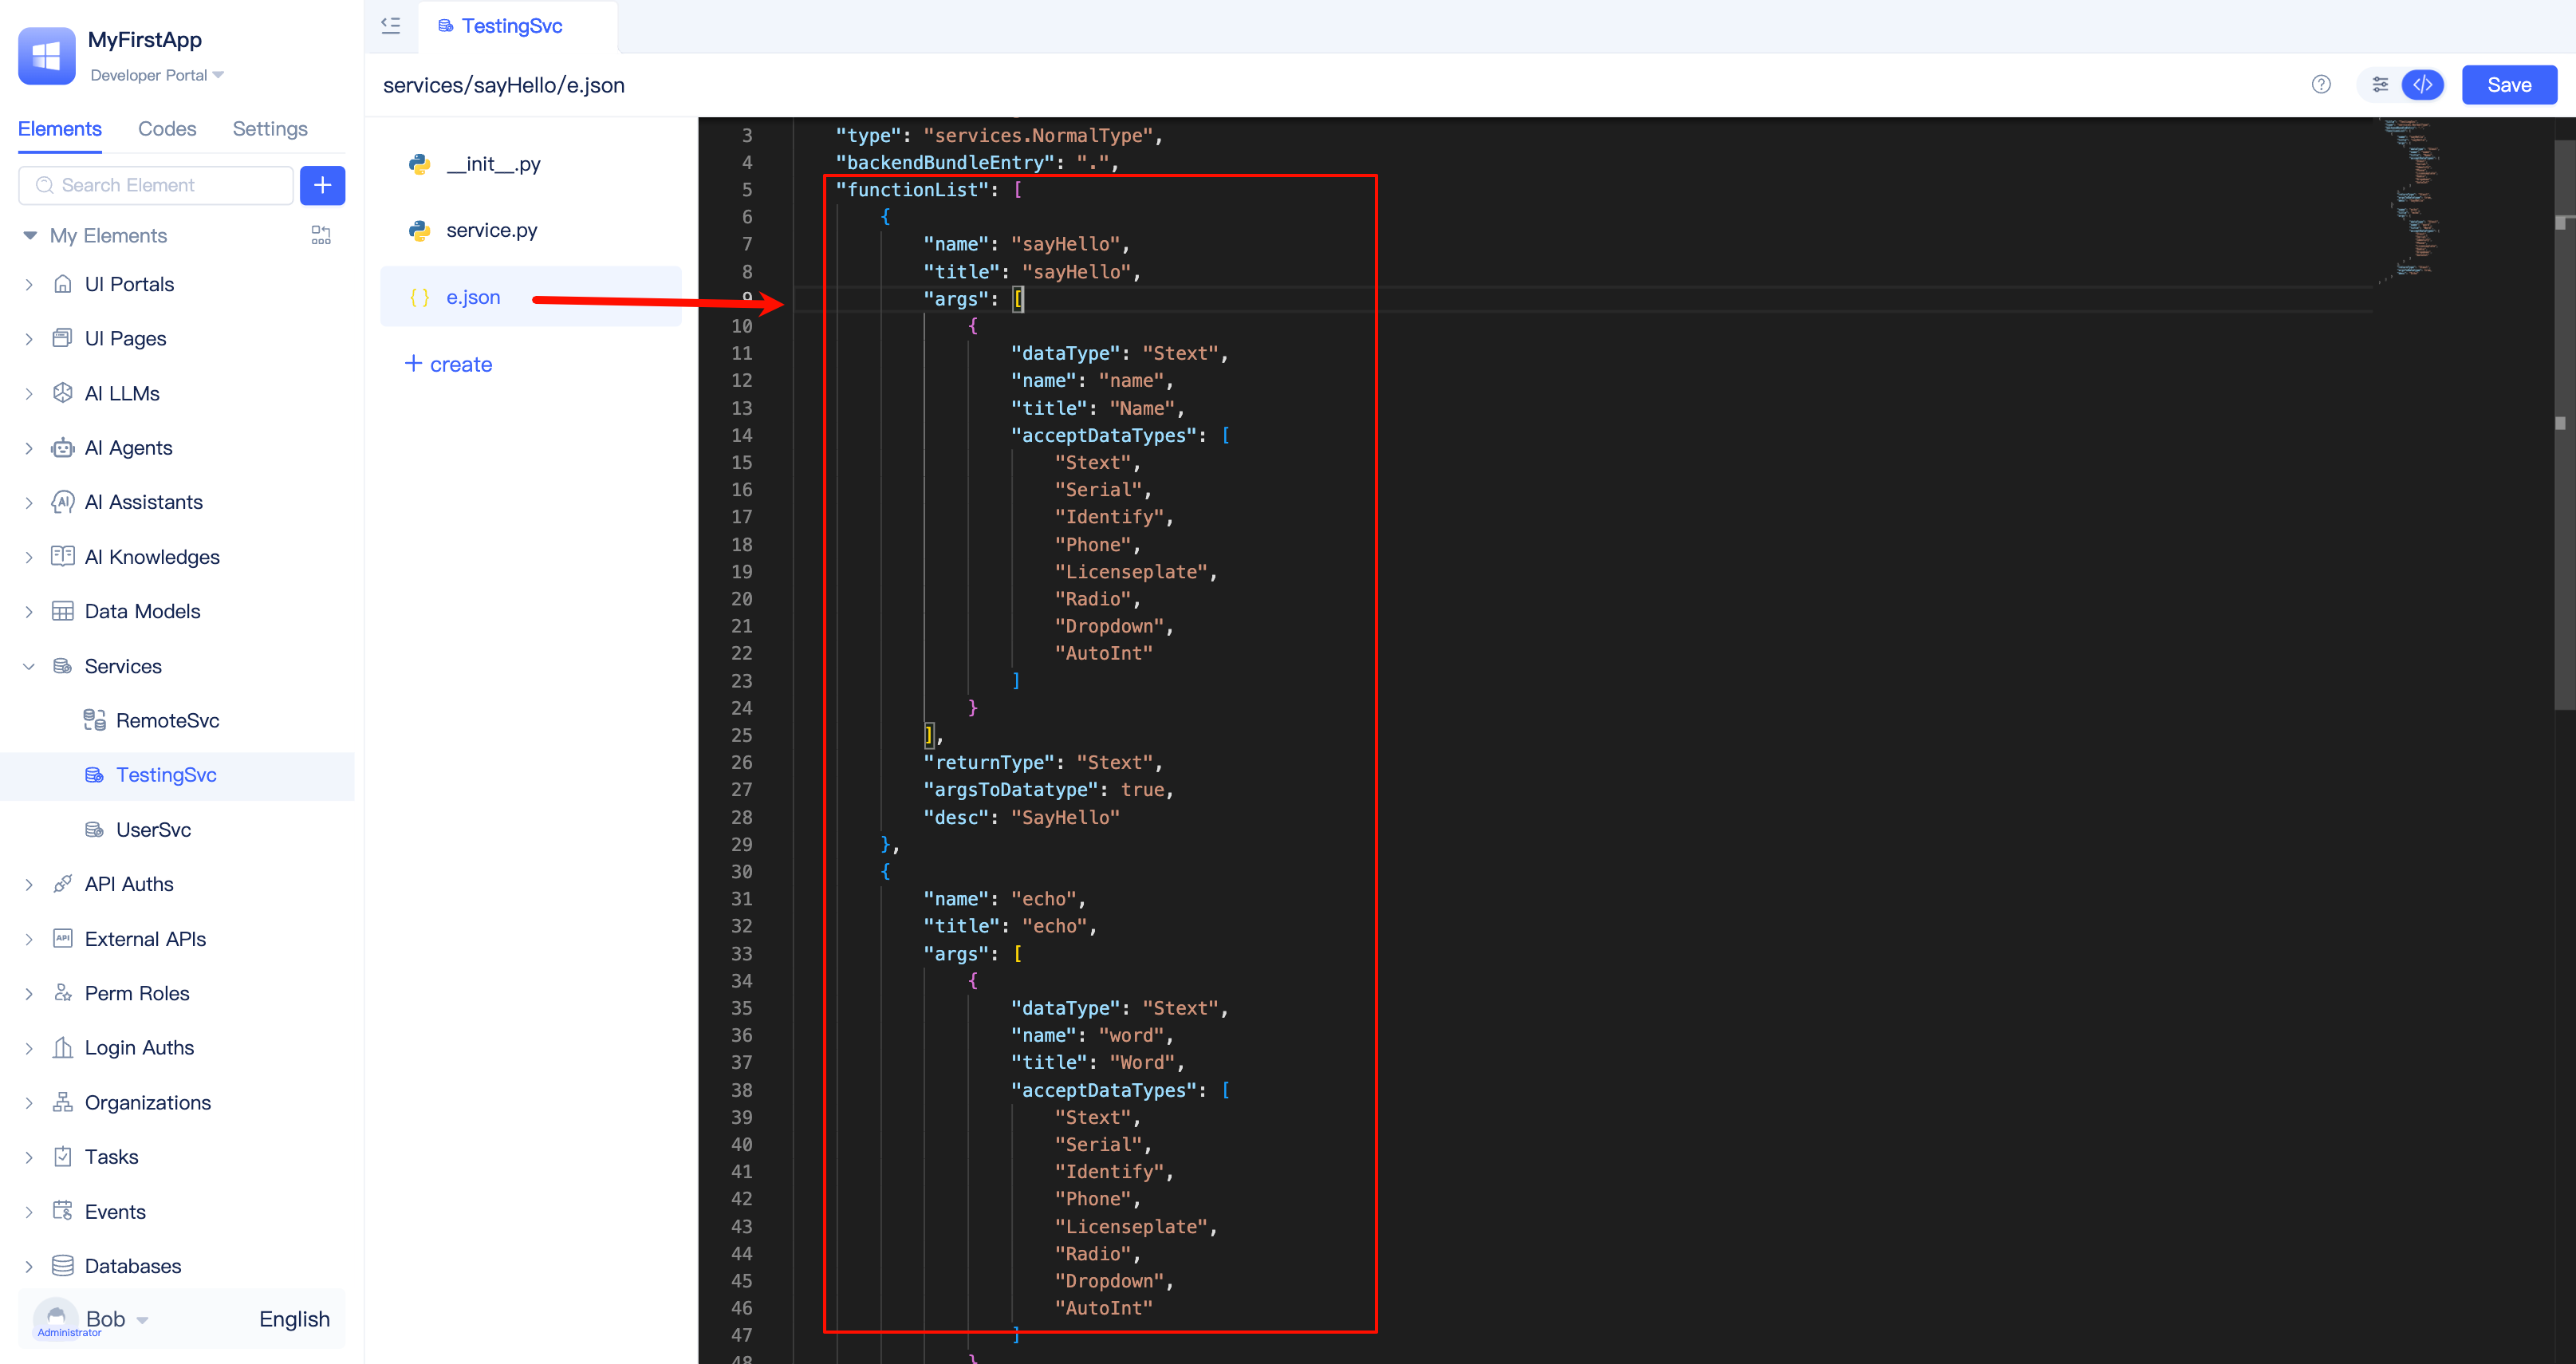 MyFirstApp
Developer Portal
Elements Codes Settings
Search Element
My Elements
UI Portals
UI Pages
AI LLMs
AI Agents
AI Assistants
AI Knowledges
Data Models
Services
RemoteSvc
TestingSvc
UserSvc
API Auths
External APIs
Perm Roles
Login Auths
Organizations
Tasks
Events
Databases
Bob
Administrator
English
TestingSvc
services/sayHello/e.json
Save
__init__.py
service.py
{ } e.json
+ create
3 "type": "services.NormalType",
4 "backendBundleEntry": ".",
5 "functionList": [
6 {
7 "name": "sayHello",
8 "title": "sayHello",
9 "args": [
10 {
11 "dataType": "Stext",
12 "name": "name",
13 "title": "Name",
14 "acceptDataTypes": [
15 "Stext",
16 "Serial",
17 "Identify",
18 "Phone",
19 "Licenseplate",
20 "Radio",
21 "Dropdown",
22 "AutoInt"
23 ]
24 }
25 ],
26 "returnType": "Stext",
27 "argsToDatatype": true,
28 "desc": "SayHello"
29 },
30 {
31 "name": "echo",
32 "title": "echo",
33 "args": [
34 {
35 "dataType": "Stext",
36 "name": "word",
37 "title": "Word",
38 "acceptDataTypes": [
39 "Stext",
40 "Serial",
41 "Identify",
42 "Phone",
43 "Licenseplate",
44 "Radio",
45 "Dropdown",
46 "AutoInt"
47 ]
48 }